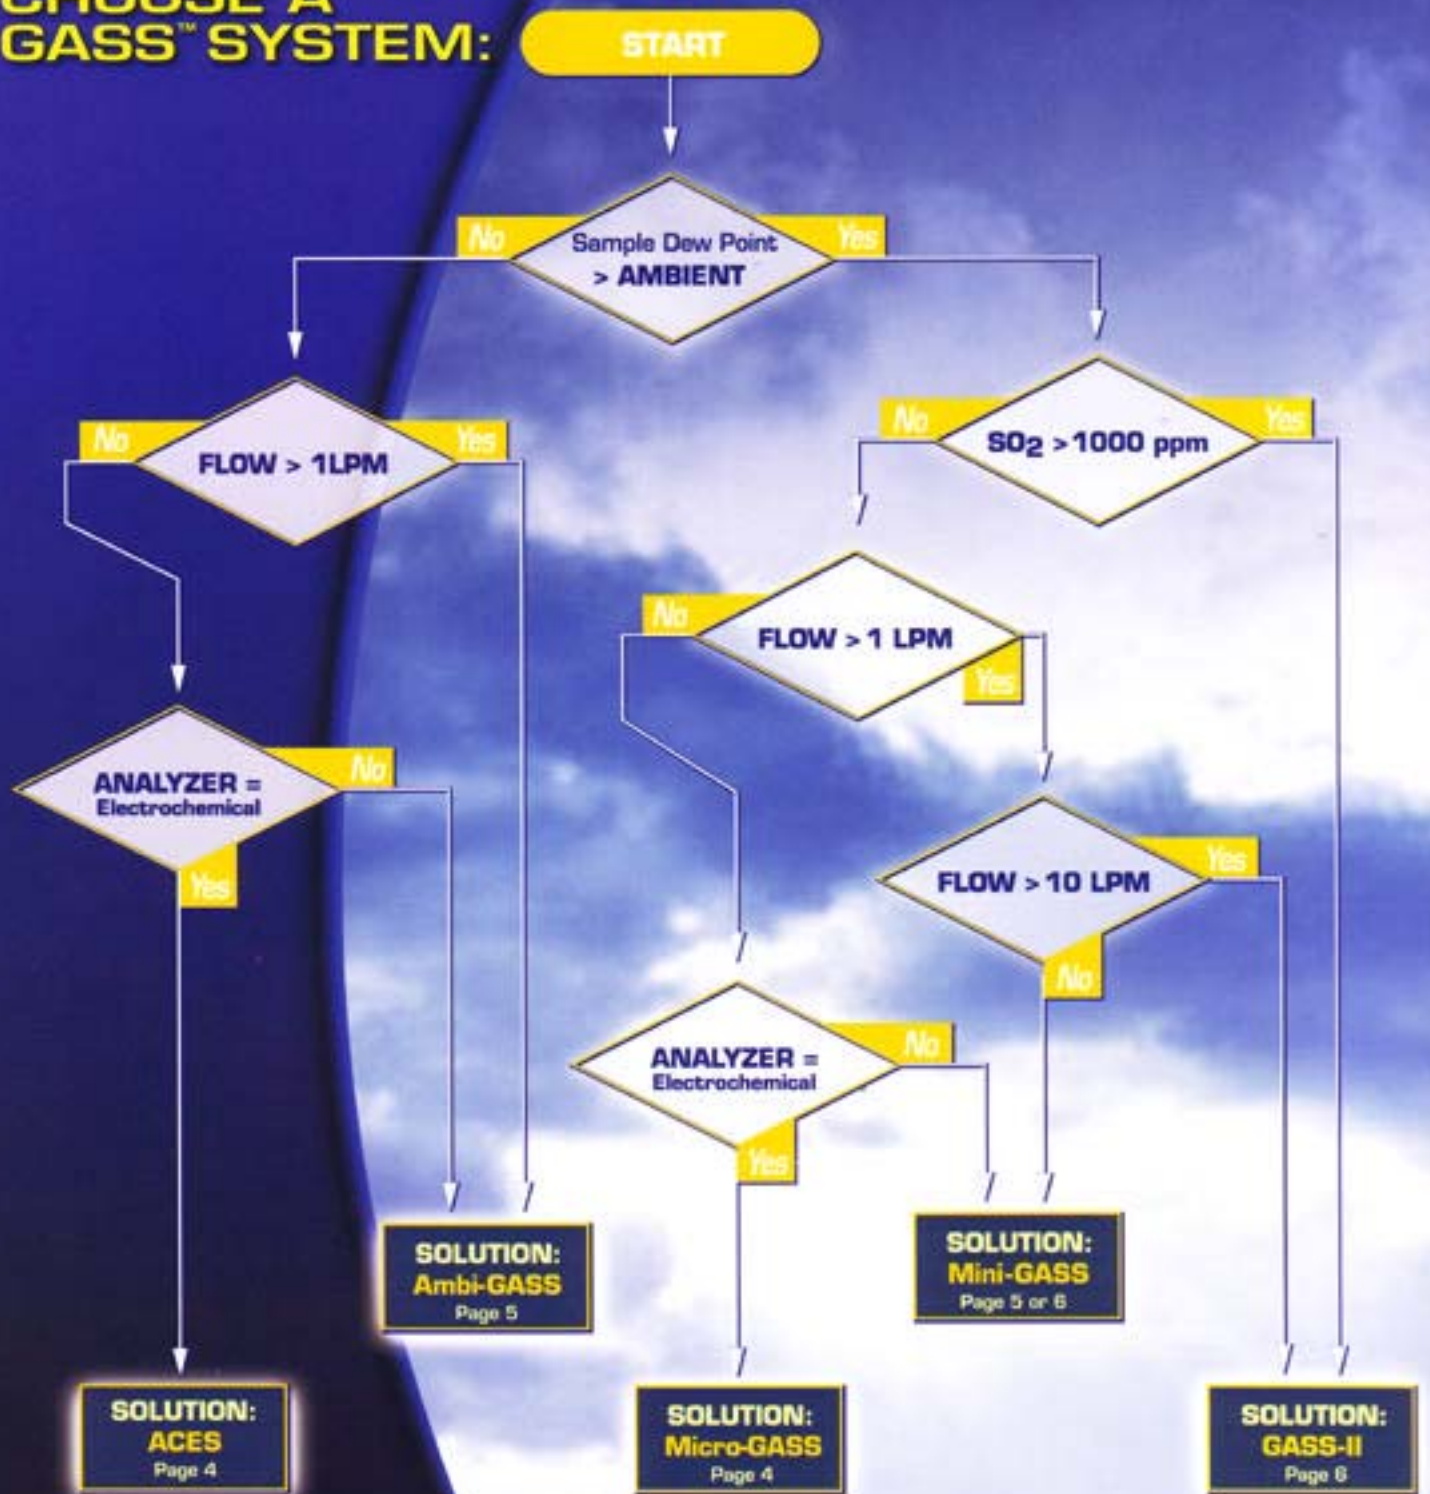 CHOOSE A
GASS™ SYSTEM:
START
No
Sample Dew Point
> AMBIENT
Yes
No
FLOW > 1LPM
Yes
No
SO2 > 1000 ppm
Yes
No
FLOW > 1 LPM
Yes
ANALYZER =
Electrochemical
No
Yes
FLOW > 10 LPM
Yes
No
ANALYZER =
Electrochemical
No
Yes
SOLUTION:
Ambi-GASS
Page 5
SOLUTION:
Mini-GASS
Page 5 or 6
SOLUTION:
ACES
Page 4
SOLUTION:
Micro-GASS
Page 4
SOLUTION:
GASS-II
Page 6